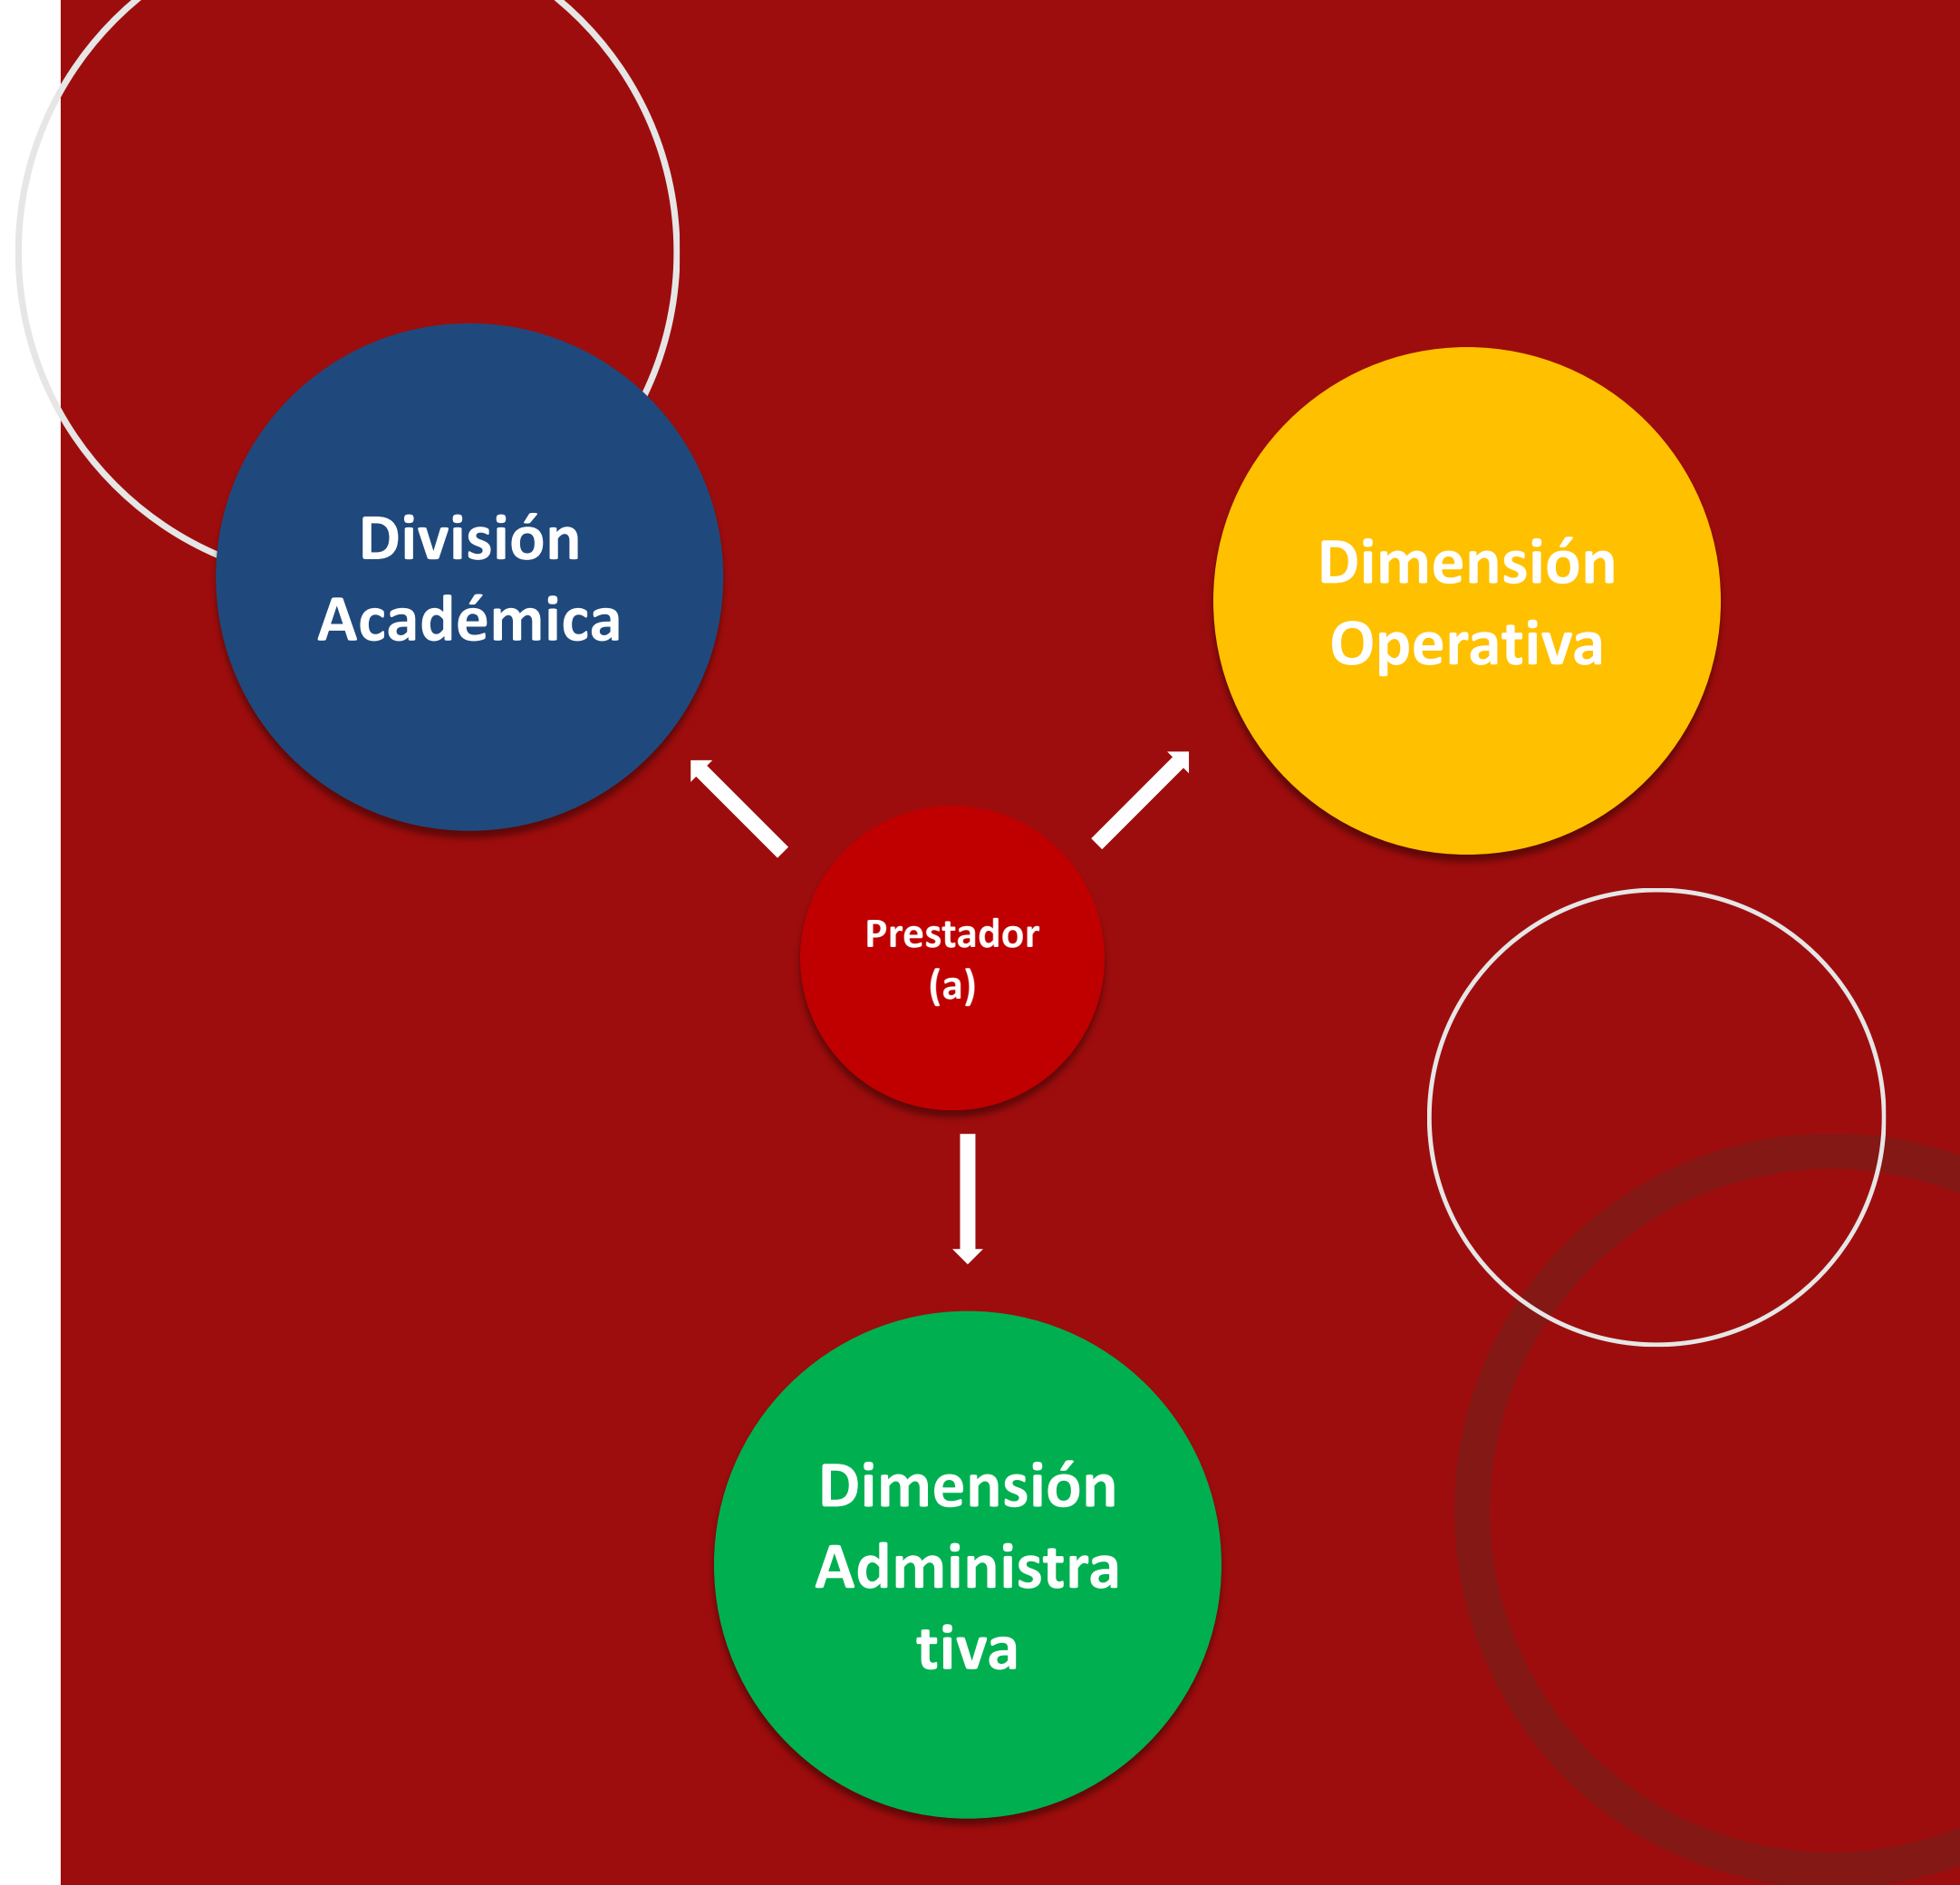 División
Académica
Dimensión
Operativa
Prestador
(a)
Dimensión
Administra
tiva